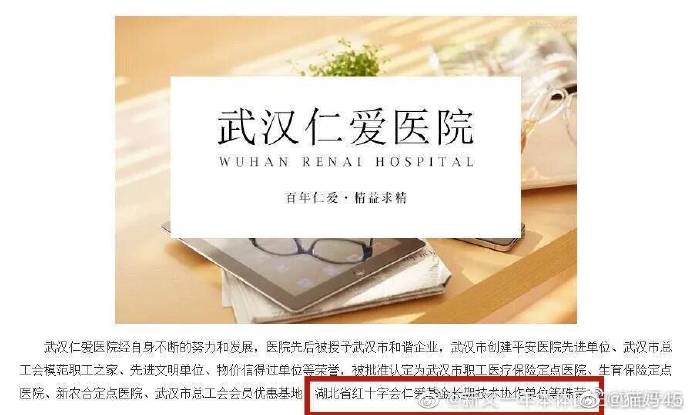 武汉仁爱医院
WUHAN RENAI HOSPITAL
百年仁爱·情益求精
武汉仁爱医院经自身不断的努力和发展，医院先后被授予武汉市和谐企业，武汉市创建平安医院先进单位、武汉市总
工会模范职工之家、先进文明单位、物价信得过单位等荣誉，被批准认定为武汉市职工医疗保险定点医院、生育保险定点
医院、新农合定点医院、武汉市总工会会员优惠基地、湖北省红十字会仁爱基金长期技术协作单位等殊荣
@猫妈45